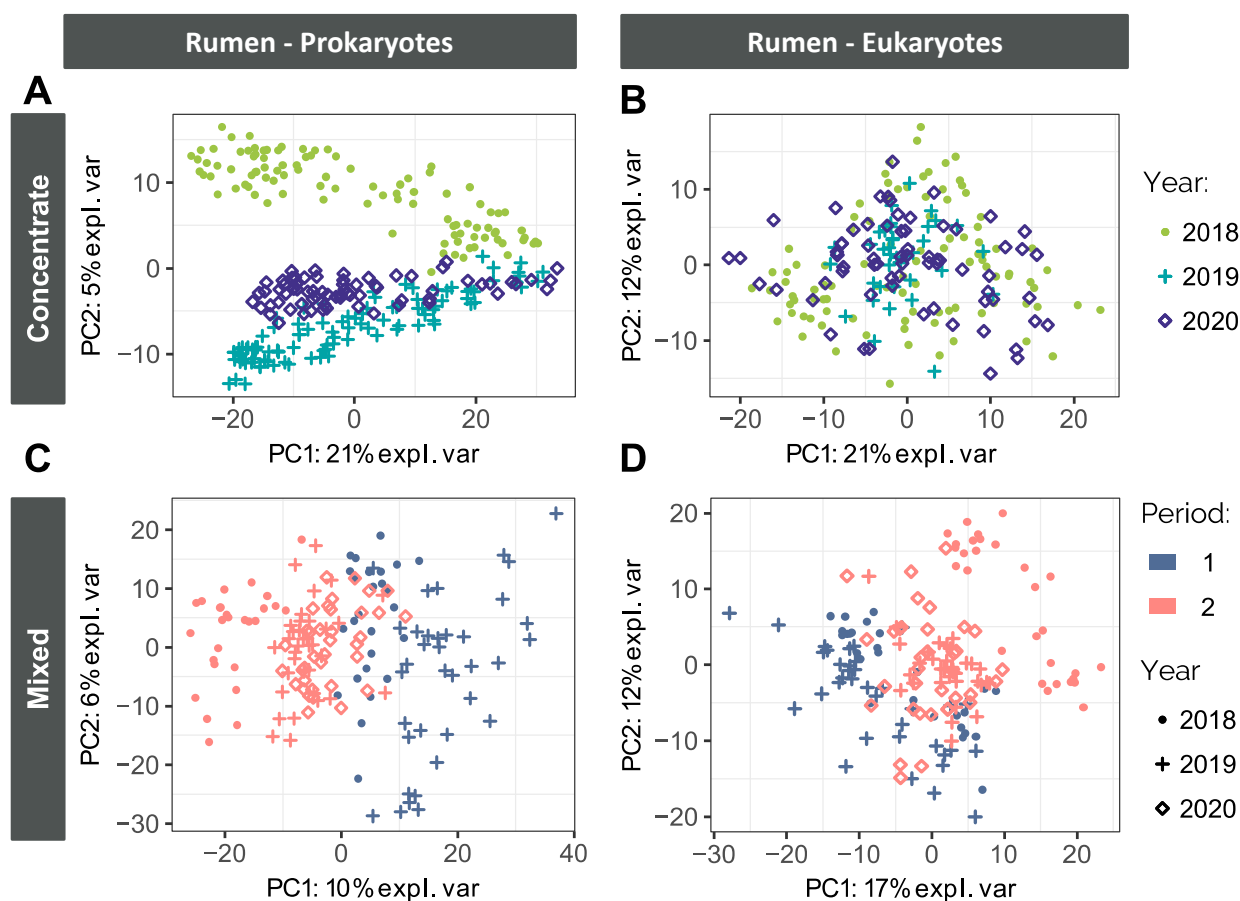 Rumen - Prokaryotes
Rumen - Eukaryotes
A
Concentrate
PC2: 5% expl. var
10
0
−10
−20
0
20
PC1: 21% expl. var
B
PC2: 12% expl. var
10
0
−10
−20
−10
0
10
20
PC1: 21% expl. var
Year:
2018
2019
2020
C
Mixed
PC2: 6% expl. var
20
10
0
−10
−20
−30
−20
0
20
40
PC1: 10% expl. var
D
PC2: 12% expl. var
20
10
0
−10
−20
−30
−20
−10
0
10
20
PC1: 17% expl. var
Period:
1
2
Year
2018
2019
2020